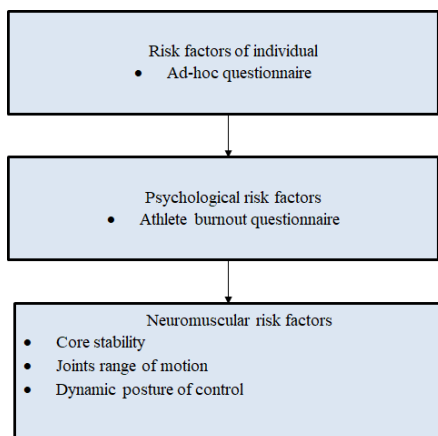 Risk factors of individual
• Ad-hoc questionnaire
Psychological risk factors
• Athlete burnout questionnaire
Neuromuscular risk factors
• Core stability
• Joints range of motion
• Dynamic posture of control